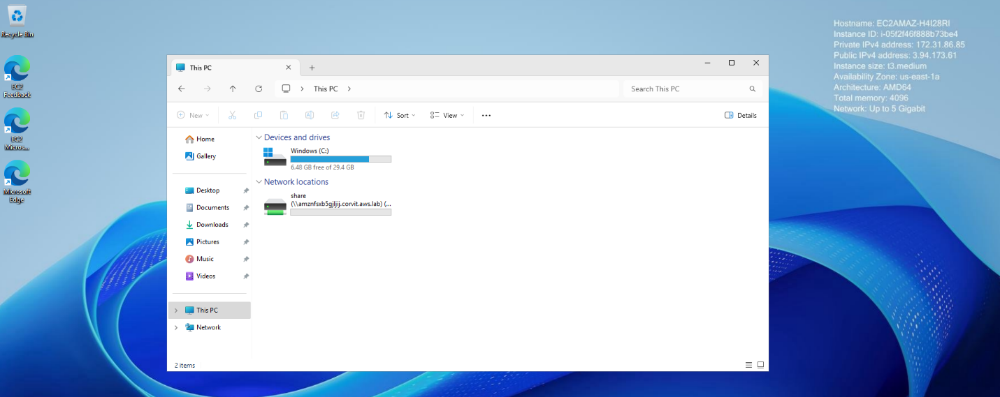 Recycle Bin
EC2
Feedback
EC2
Micros...
Microsoft
Edge
Hostname: EC2AMAZ-H4I28RI
Instance ID: i-05f2f46f888b73be4
Private IPv4 address: 172.31.86.85
Public IPv4 address: 3.94.173.61
Instance size: t3.medium
Availability Zone: us-east-1a
Architecture: AMD64
Total memory: 4096
Network: Up to 5 Gigabit
This PC
This PC
Search This PC
New
Sort
View
Details
Home
Gallery
Desktop
Documents
Downloads
Pictures
Music
Videos
This PC
Network
Devices and drives
Windows (C:)
6.48 GB free of 29.4 GB
Network locations
share
(\\amznfsxb5gjljij.corvit.aws.lab) (...
2 items